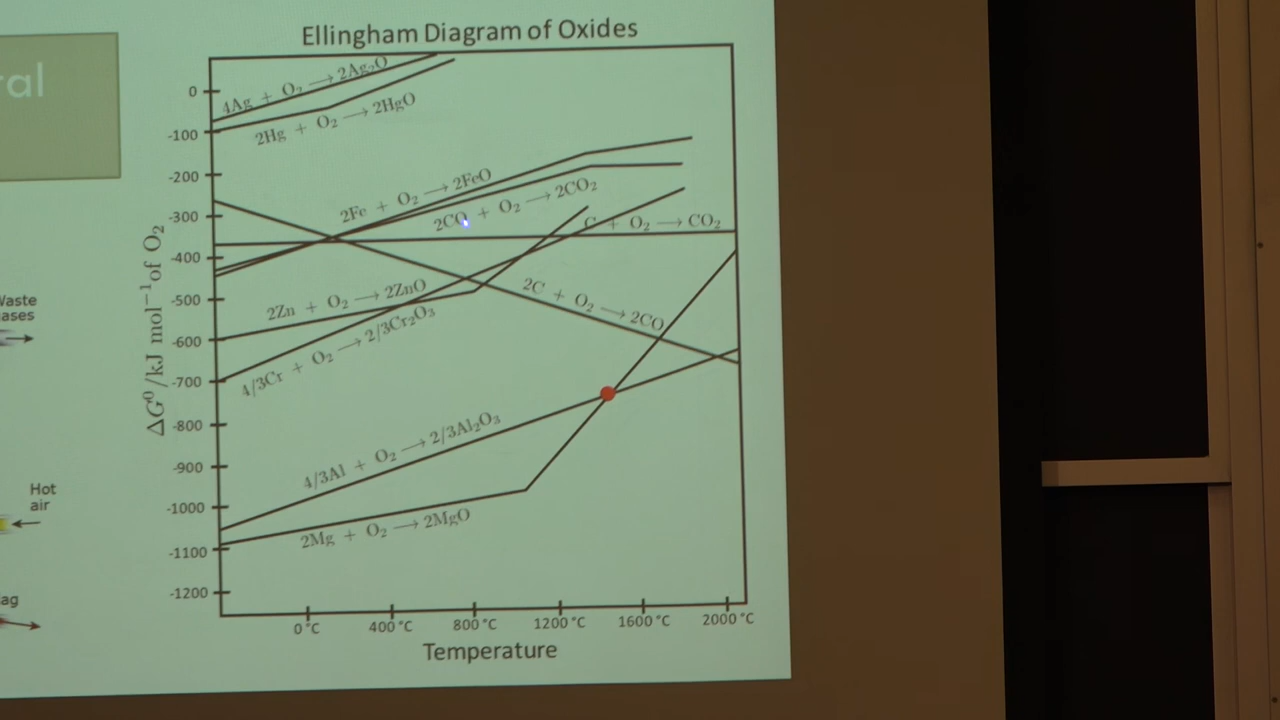 Ellingham Diagram of Oxides
ral
4Ag + O₂ ⟶ 2Ag₂O
2Hg + O₂ ⟶ 2HgO
2Fe + O₂ ⟶ 2FeO
2CO + O₂ ⟶ 2CO₂
C + O₂ ⟶ CO₂
2Zn + O₂ ⟶ 2ZnO
4/3Cr + O₂ ⟶ 2/3Cr₂O₃
2C + O₂ ⟶ 2CO
4/3Al + O₂ ⟶ 2/3Al₂O₃
2Mg + O₂ ⟶ 2MgO
0
-100
-200
-300
-400
-500
-600
-700
-800
-900
-1000
-1100
-1200
ΔG⁰/kJ mol⁻¹of O₂
0 °C 400 °C 800 °C 1200 °C 1600 °C 2000 °C
Temperature
Waste
ases
Hot
air
ag